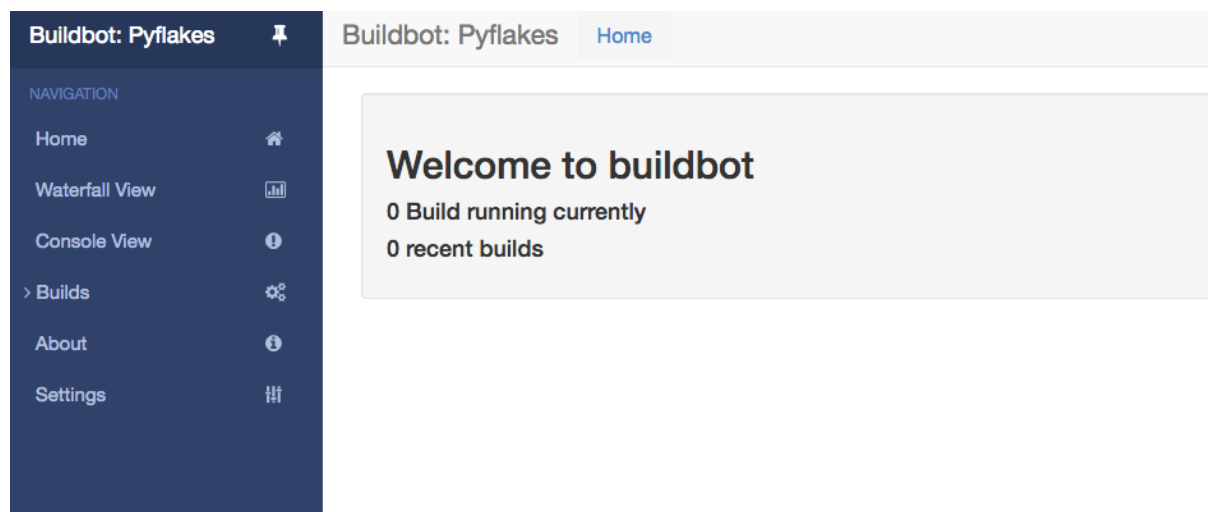 Buildbot: Pyflakes
NAVIGATION
Home
Waterfall View
Console View
Builds
About
Settings
Buildbot: Pyflakes Home
Welcome to buildbot
0 Build running currently
0 recent builds